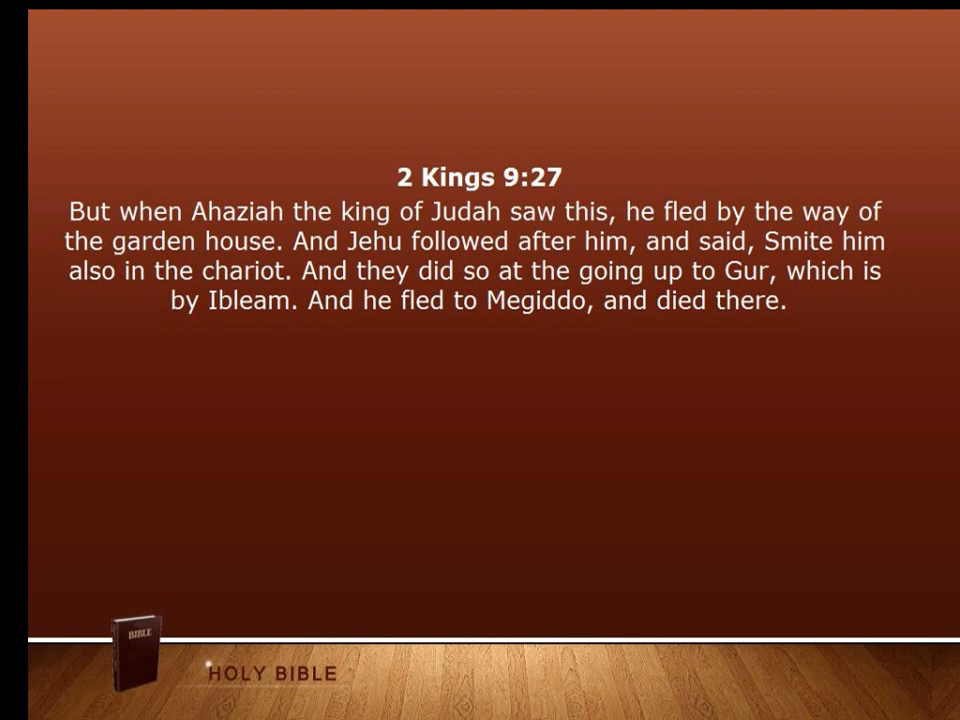 2 Kings 9:27
But when Ahaziah the king of Judah saw this, he fled by the way of
the garden house. And Jehu followed after him, and said, Smite him
also in the chariot. And they did so at the going up to Gur, which is
by Ibleam. And he fled to Megiddo, and died there.
BIBLE
HOLY BIBLE